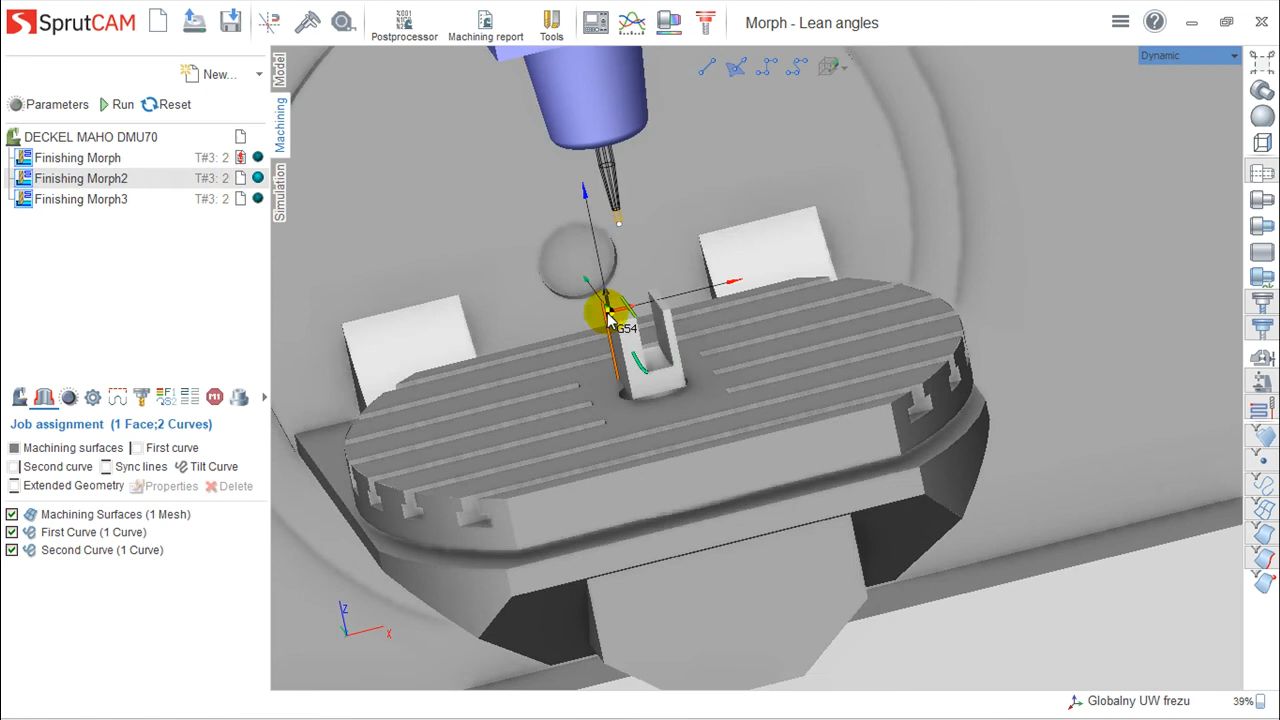 SprutCAM
Postprocessor
Machining report
Tools
Morph - Lean angles
New...
Parameters
Run
Reset
Model
Machining
Simulation
Dynamic
DECKEL MAHO DMU70
Finishing Morph T#3: 2
Finishing Morph2 T#3: 2
Finishing Morph3 T#3: 2
G54
Job assignment (1 Face;2 Curves)
Machining surfaces First curve
Second curve Sync lines Tilt Curve
Extended Geometry Properties Delete
Machining Surfaces (1 Mesh)
First Curve (1 Curve)
Second Curve (1 Curve)
Z
X
Globalny UW frezu
39%